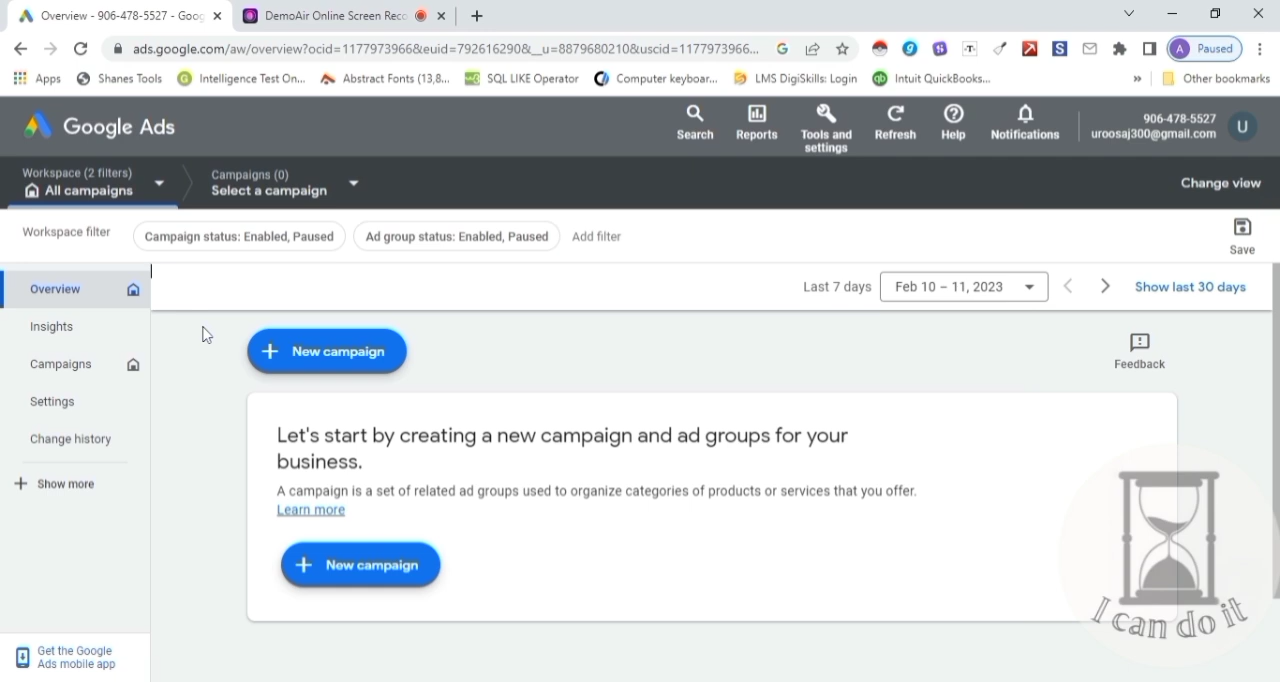 Overview - 906-478-5527 - Goog
DemoAir Online Screen Reco
ads.google.com/aw/overview?ocid=1177973966&euid=792616290&__u=8879680210&uscid=1177973966...
A Paused
Apps
Shanes Tools
Intelligence Test On...
Abstract Fonts (13,8...
SQL LIKE Operator
Computer keyboar...
LMS DigiSkills: Login
Intuit QuickBooks...
Other bookmarks
Google Ads
Search
Reports
Tools and
settings
Refresh
Help
Notifications
906-478-5527
uroosaj300@gmail.com
U
Workspace (2 filters)
All campaigns
Campaigns (0)
Select a campaign
Change view
Workspace filter
Campaign status: Enabled, Paused
Ad group status: Enabled, Paused
Add filter
Save
Overview
Insights
Campaigns
Settings
Change history
Show more
Get the Google
Ads mobile app
Last 7 days
Feb 10 – 11, 2023
Show last 30 days
New campaign
Feedback
Let's start by creating a new campaign and ad groups for your
business.
A campaign is a set of related ad groups used to organize categories of products or services that you offer.
Learn more
New campaign
I can do it